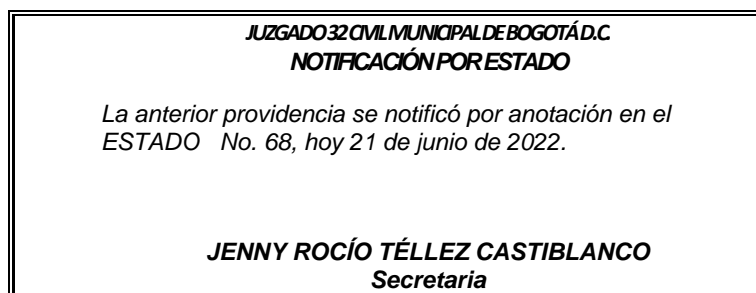 JUZGADO 32 CIVIL MUNICIPAL DE BOGOTÁ D.C.
NOTIFICACIÓN POR ESTADO
La anterior providencia se notificó por anotación en el
ESTADO No. 68, hoy 21 de junio de 2022.
JENNY ROCÍO TÉLLEZ CASTIBLANCO
Secretaria